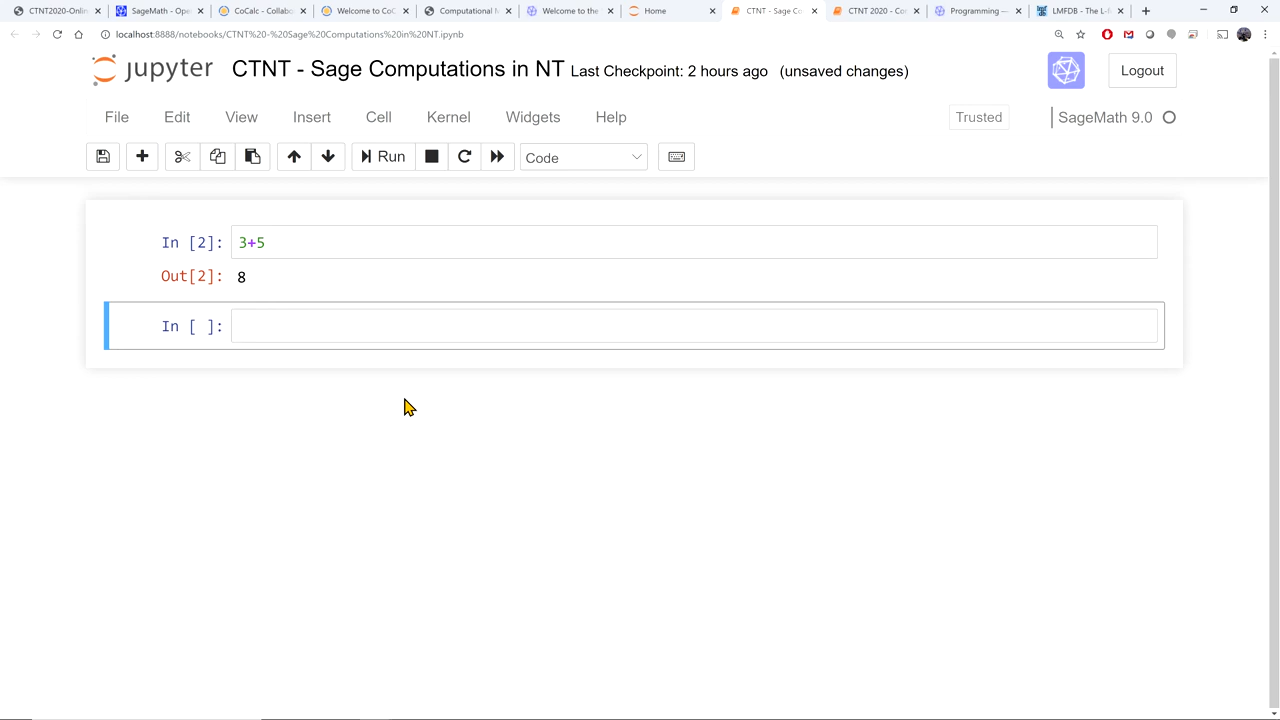 CTNT2020-Onlin
SageMath - Ope
CoCalc - Collabo
Welcome to CoC
Computational N
Welcome to the
Home
CTNT - Sage Co
CTNT 2020 - Co
Programming —
LMFDB - The L-f
localhost:8888/notebooks/CTNT%20-%20Sage%20Computations%20in%20NT.ipynb
jupyter CTNT - Sage Computations in NT Last Checkpoint: 2 hours ago (unsaved changes)
Logout
File Edit View Insert Cell Kernel Widgets Help
Trusted
SageMath 9.0
Run
Code
In [2]: 3+5
Out[2]: 8
In [ ]: